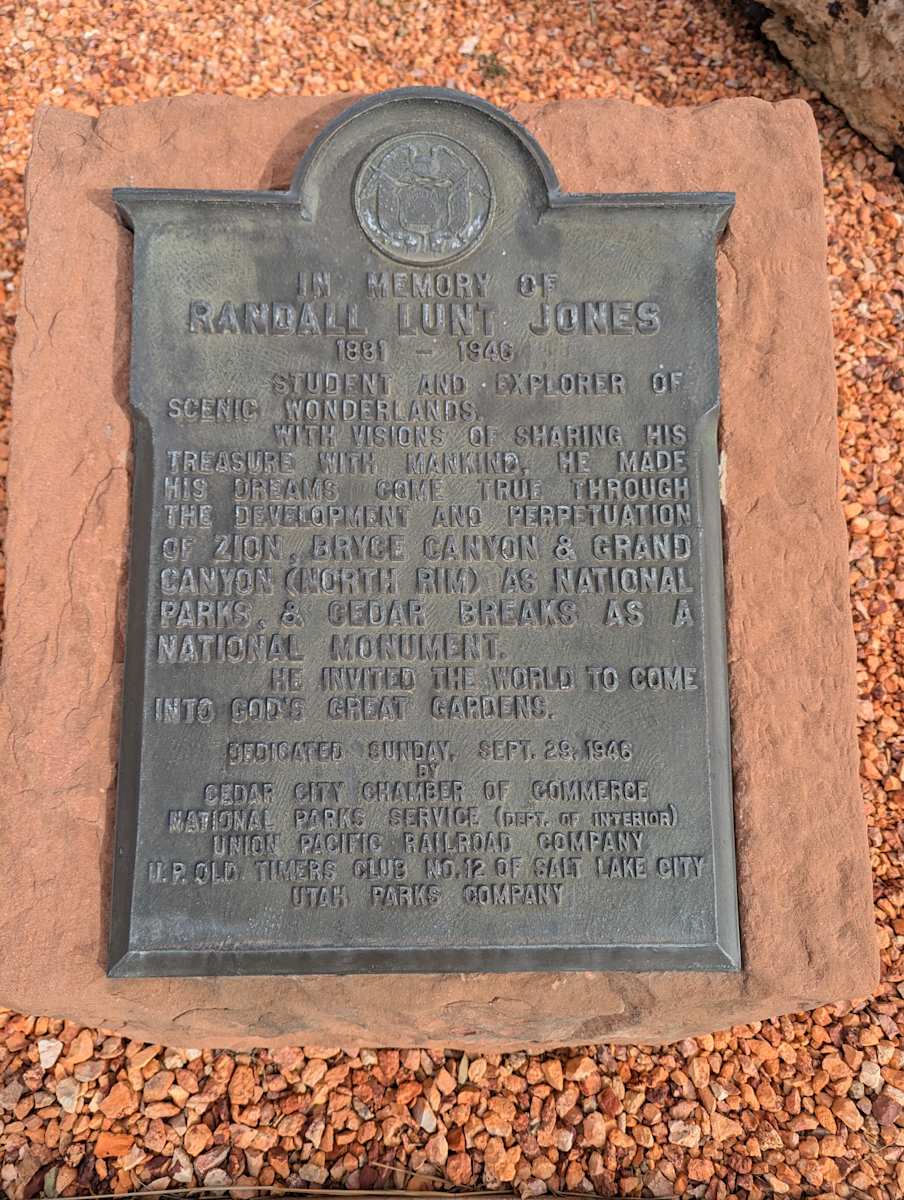 IN MEMORY OF
RANDALL LUNT JONES
1881 – 1946
STUDENT AND EXPLORER OF
SCENIC WONDERLANDS.
WITH VISIONS OF SHARING HIS
TREASURE WITH MANKIND, HE MADE
HIS DREAMS COME TRUE THROUGH
THE DEVELOPMENT AND PERPETUATION
OF ZION, BRYCE CANYON & GRAND
CANYON (NORTH RIM) AS NATIONAL
PARKS, & CEDAR BREAKS AS A
NATIONAL MONUMENT.
HE INVITED THE WORLD TO COME
INTO GOD'S GREAT GARDENS.
DEDICATED SUNDAY, SEPT. 29, 1946
BY
CEDAR CITY CHAMBER OF COMMERCE
NATIONAL PARKS SERVICE (DEPT. OF INTERIOR)
UNION PACIFIC RAILROAD COMPANY
U.P. OLD TIMERS CLUB NO. 12 OF SALT LAKE CITY
UTAH PARKS COMPANY